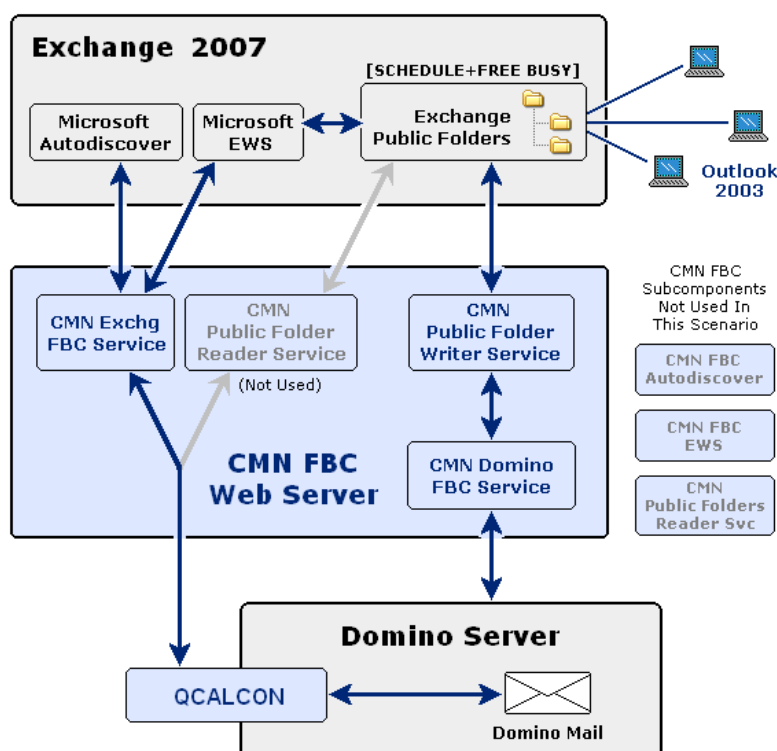 Exchange 2007
[SCHEDULE+FREE BUSY]
Microsoft
Autodiscover
Microsoft
EWS
Exchange
Public Folders
Outlook
2003
CMN Exchg
FBC Service
CMN
Public Folder
Reader Service
(Not Used)
CMN
Public Folder
Writer Service
CMN FBC
Web Server
CMN Domino
FBC Service
CMN FBC
Subcomponents
Not Used In
This Scenario
CMN FBC
Autodiscover
CMN FBC
EWS
CMN
Public Folders
Reader Svc
Domino Server
QCALCON
Domino Mail